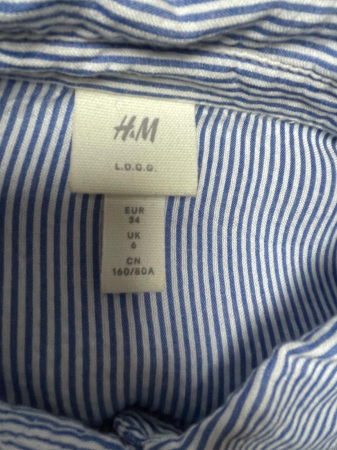 H&M
L.O.G.G.
EUR
34
UK
6
CN
160/80A